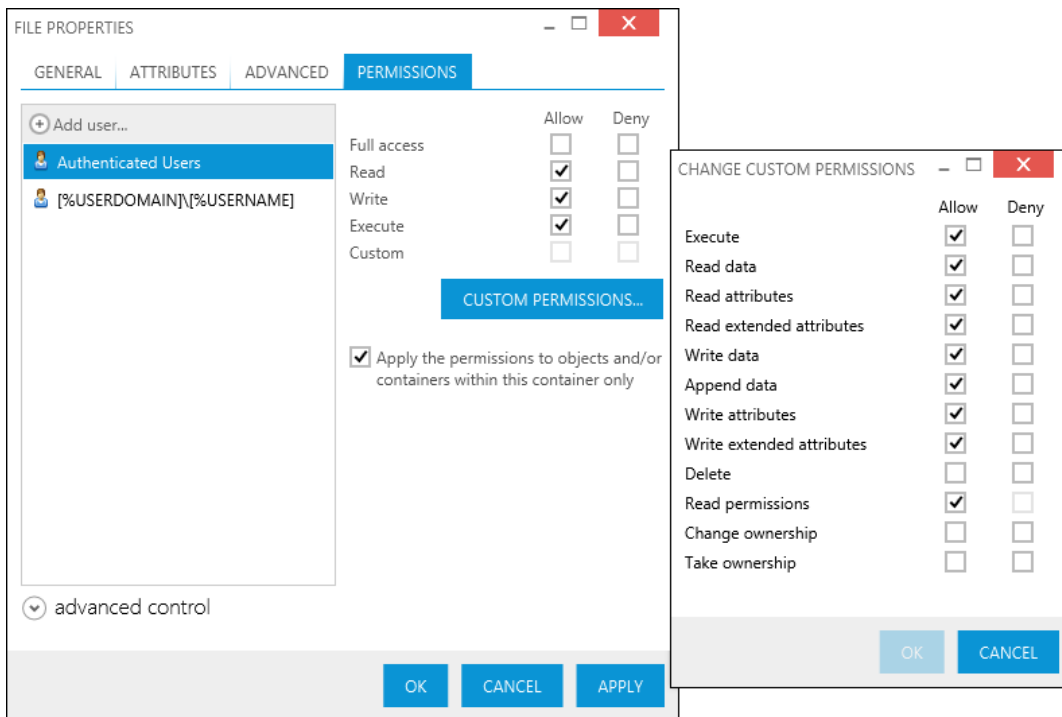 FILE PROPERTIES
GENERAL ATTRIBUTES ADVANCED PERMISSIONS
Add user...
Authenticated Users
[%USERDOMAIN]\[%USERNAME]
Allow Deny
Full access
Read
Write
Execute
Custom
CUSTOM PERMISSIONS...
Apply the permissions to objects and/or
containers within this container only
advanced control
OK CANCEL APPLY
CHANGE CUSTOM PERMISSIONS
Allow Deny
Execute
Read data
Read attributes
Read extended attributes
Write data
Append data
Write attributes
Write extended attributes
Delete
Read permissions
Change ownership
Take ownership
OK CANCEL